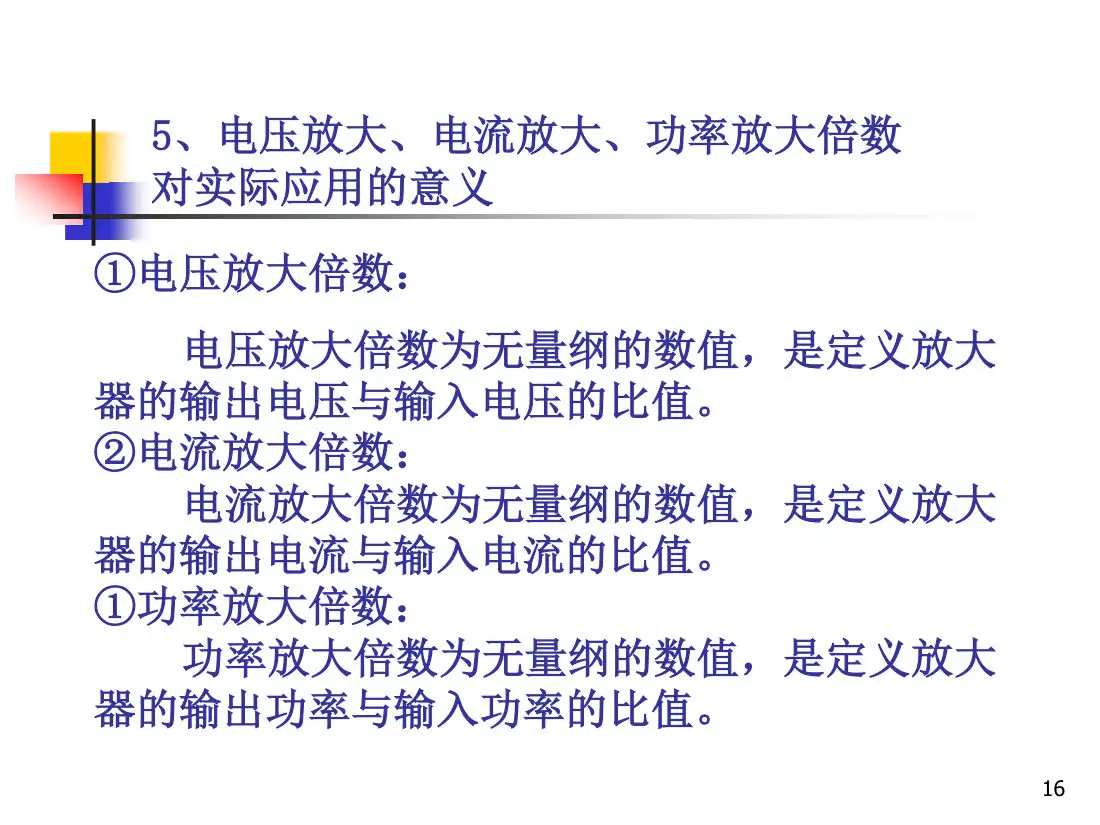 5、电压放大、电流放大、功率放大倍数
对实际应用的意义
①电压放大倍数：
电压放大倍数为无量纲的数值，是定义放大
器的输出电压与输入电压的比值。
②电流放大倍数：
电流放大倍数为无量纲的数值，是定义放大
器的输出电流与输入电流的比值。
①功率放大倍数：
功率放大倍数为无量纲的数值，是定义放大
器的输出功率与输入功率的比值。
16